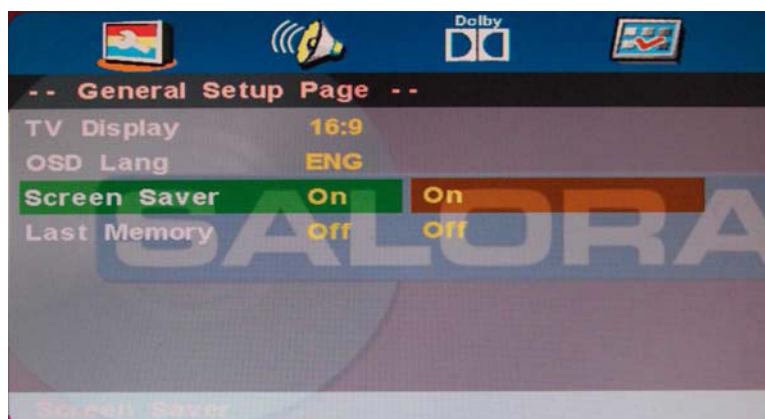 Dolby
-- General Setup Page --
TV Display 16:9
OSD Lang ENG
Screen Saver On On
Last Memory Off Off
SALORA
Screen Saver